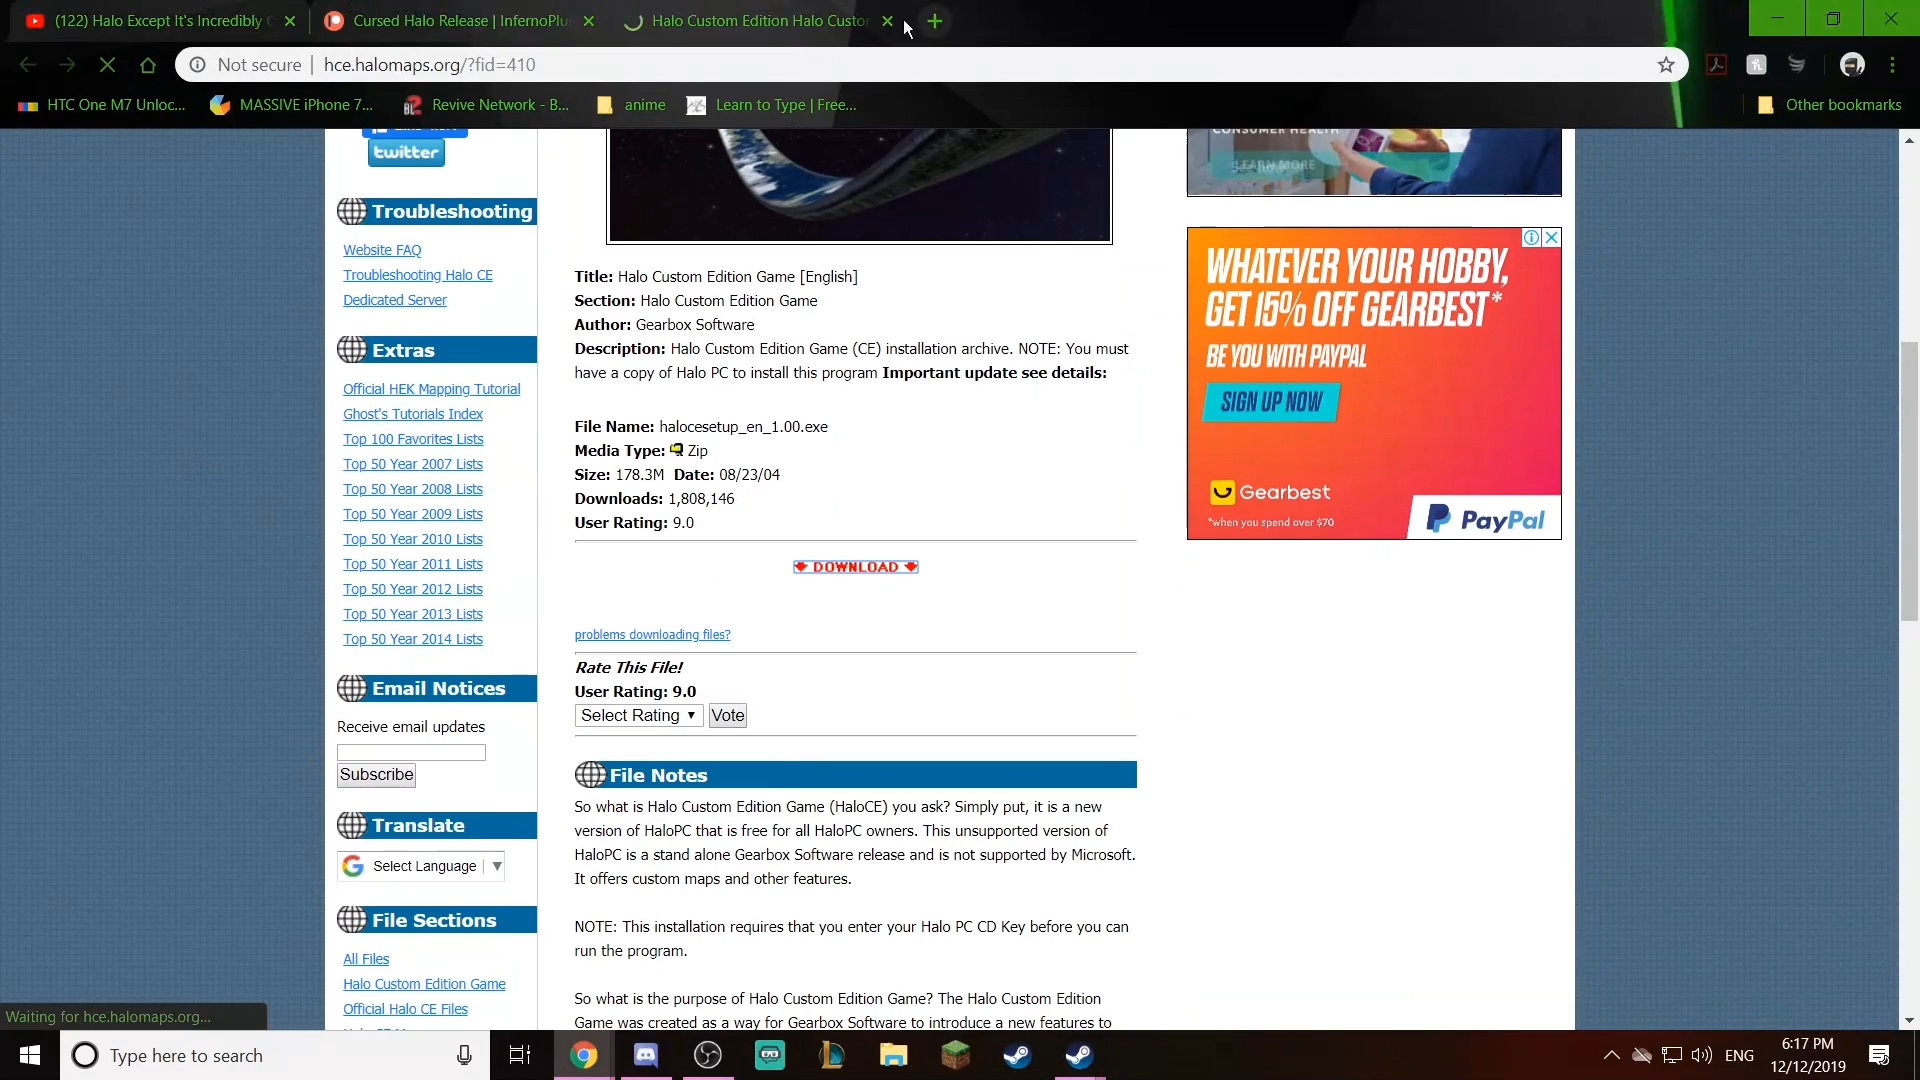 (122) Halo Except It's Incredibly
Cursed Halo Release | InfernoPlu
Halo Custom Edition Halo Custo
Not secure
hce.halomaps.org/?fid=410
HTC One M7 Unloc...
MASSIVE iPhone 7...
Revive Network - B...
anime
Learn to Type | Free...
Other bookmarks
twitter
Troubleshooting
Website FAQ
Troubleshooting Halo CE
Dedicated Server
Extras
Official HEK Mapping Tutorial
Ghost's Tutorials Index
Top 100 Favorites Lists
Top 50 Year 2007 Lists
Top 50 Year 2008 Lists
Top 50 Year 2009 Lists
Top 50 Year 2010 Lists
Top 50 Year 2011 Lists
Top 50 Year 2012 Lists
Top 50 Year 2013 Lists
Top 50 Year 2014 Lists
Email Notices
Receive email updates
Subscribe
Translate
Select Language
File Sections
All Files
Halo Custom Edition Game
Official Halo CE Files
Title: Halo Custom Edition Game [English]
Section: Halo Custom Edition Game
Author: Gearbox Software
Description: Halo Custom Edition Game (CE) installation archive. NOTE: You must
have a copy of Halo PC to install this program Important update see details:
File Name: halocesetup_en_1.00.exe
Media Type: Zip
Size: 178.3M Date: 08/23/04
Downloads: 1,808,146
User Rating: 9.0
DOWNLOAD
problems downloading files?
Rate This File!
User Rating: 9.0
Select Rating
Vote
File Notes
So what is Halo Custom Edition Game (HaloCE) you ask? Simply put, it is a new
version of HaloPC that is free for all HaloPC owners. This unsupported version of
HaloPC is a stand alone Gearbox Software release and is not supported by Microsoft.
It offers custom maps and other features.
NOTE: This installation requires that you enter your Halo PC CD Key before you can
run the program.
So what is the purpose of Halo Custom Edition Game? The Halo Custom Edition
Game was created as a way for Gearbox Software to introduce a new features to
CONSUMER HEALTH
LEARN MORE
WHATEVER YOUR HOBBY,
GET 15% OFF GEARBEST*
BE YOU WITH PAYPAL
SIGN UP NOW
Gearbest
*when you spend over $70
PayPal
Waiting for hce.halomaps.org...
Type here to search
ENG
6:17 PM
12/12/2019